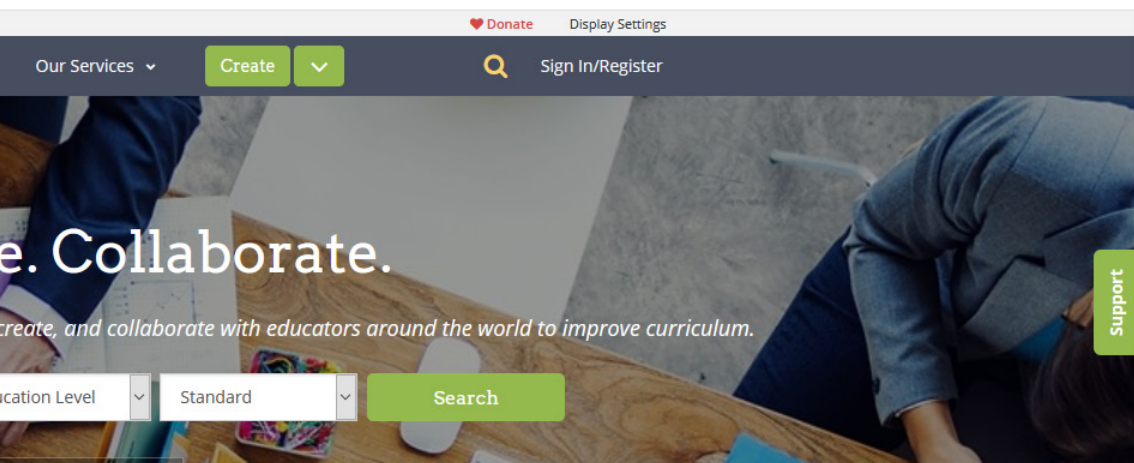 Donate Display Settings
Our Services Create Sign In/Register
. Collaborate.
create, and collaborate with educators around the world to improve curriculum.
Level Standard Search
Support